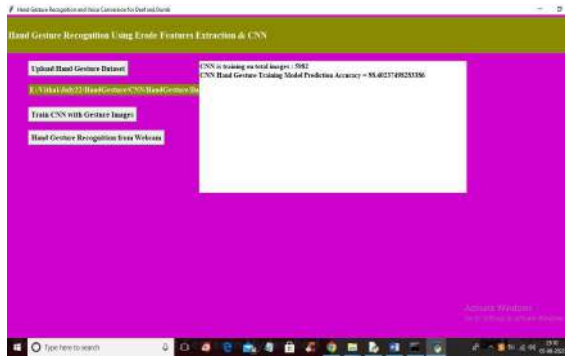 Hand Gesture Recognition and Voice Conversion for Deaf and Dumb
Hand Gesture Recognition Using Erode Features Extraction & CNN
Upload Hand Gesture Dataset
CNN is training on total images : 5982
CNN Hand Gesture Training Model Prediction Accuracy =
Train CNN with Gesture Images
Hand Gesture Recognition from Webcam
Activate Windows
Type here to search